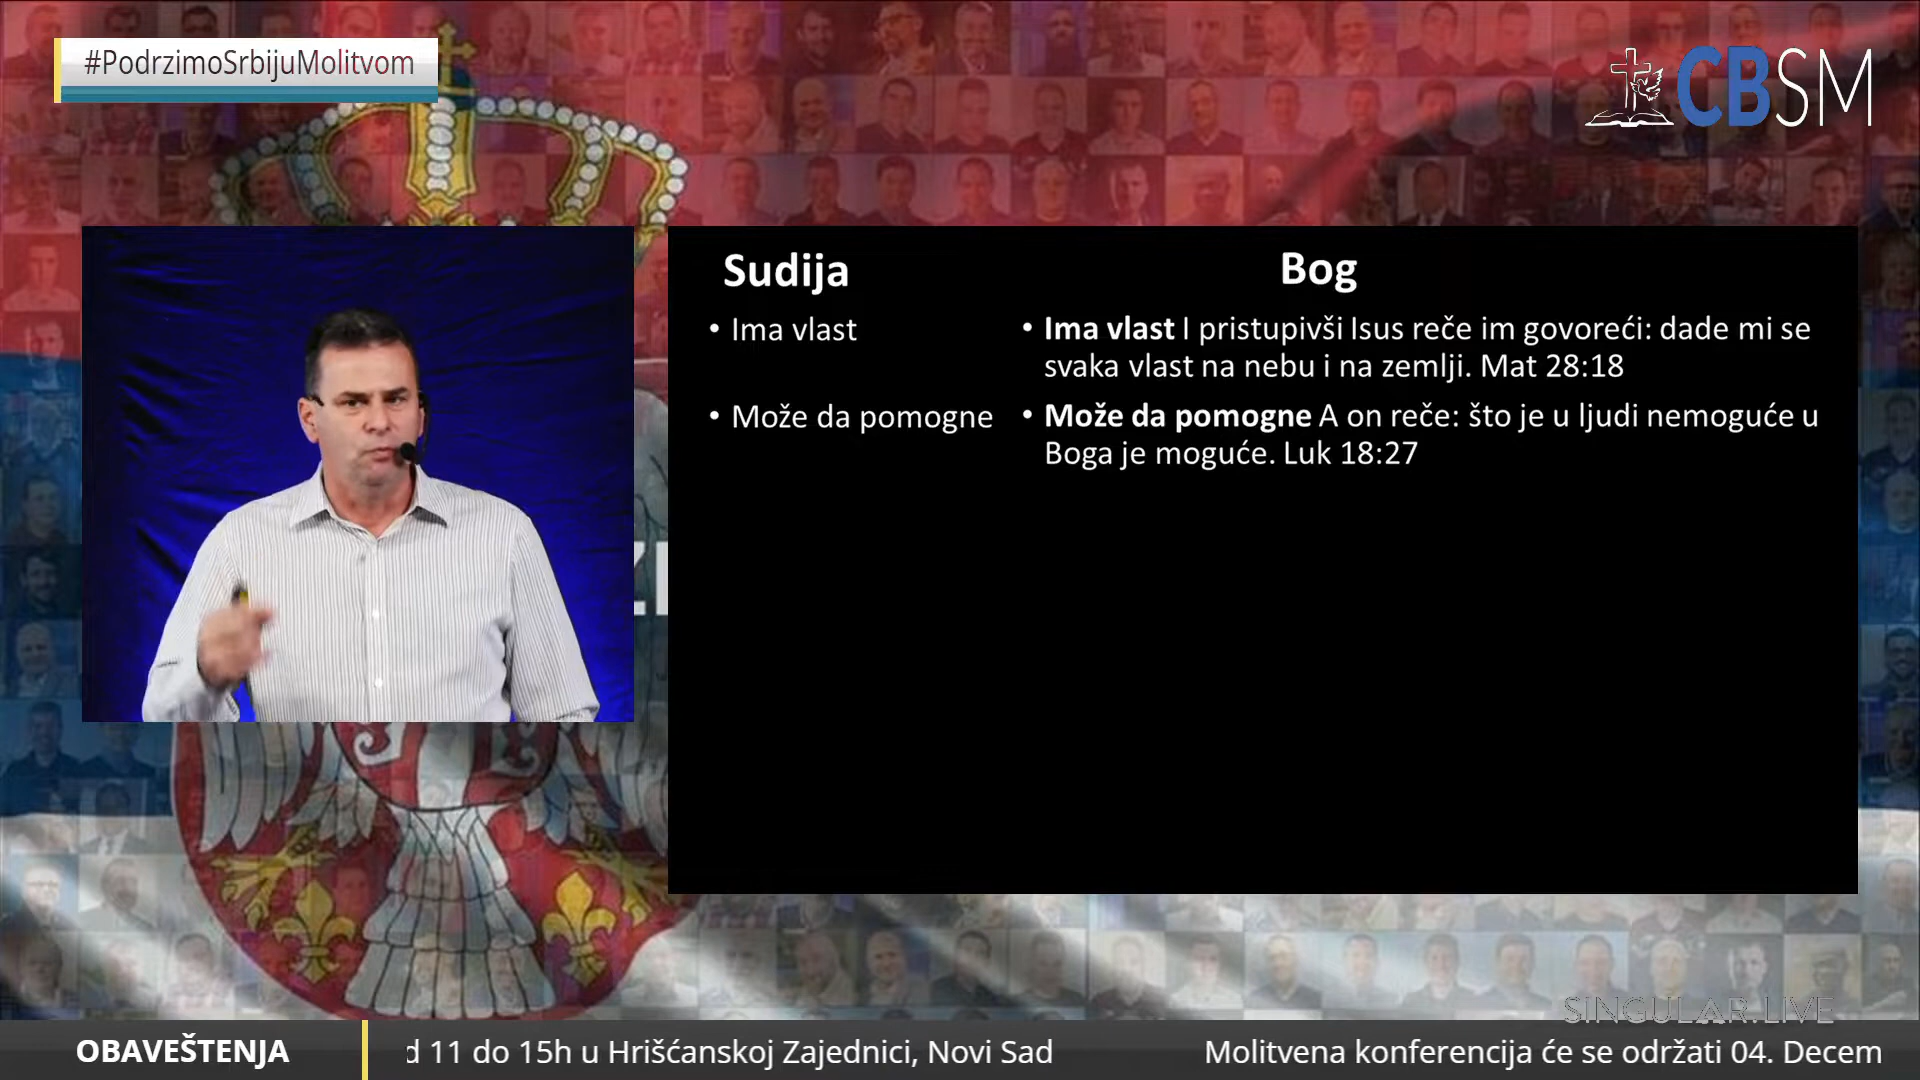 #PodrzimoSrbijuMolitvom
CBSM
Sudija
Bog
• Ima vlast
• Ima vlast I pristupivši Isus reče im govoreći: dade mi se
svaka vlast na nebu i na zemlji. Mat 28:18
• Može da pomogne
• Može da pomogne A on reče: što je u ljudi nemoguće u
Boga je moguće. Luk 18:27
SINGULAR.LIVE
OBAVEŠTENJA
d 11 do 15h u Hrišćanskoj Zajednici, Novi Sad
Molitvena konferencija će se održati 04. Decem